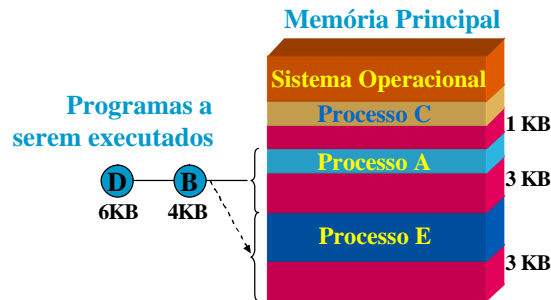 Memória Principal
Sistema Operacional
Programas a
serem executados
Processo C
1 KB
Processo A
3 KB
D
B
6KB
4KB
Processo E
3 KB